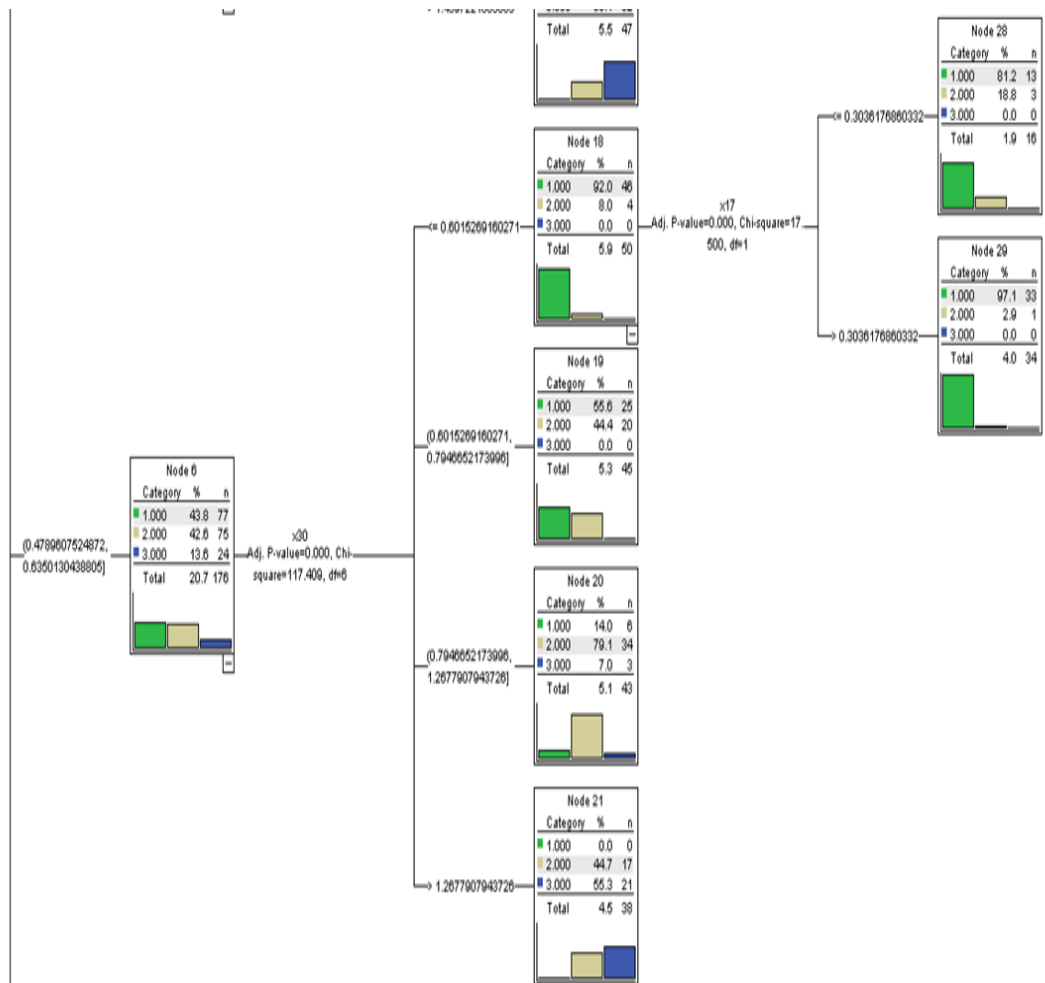 Total 5.5 47
Node 28
Category % n
1.000 81.2 13
2.000 18.8 3
3.000 0.0 0
Total 1.9 16
<= 0.3036176860332
Node 18
Category % n
1.000 92.0 46
2.000 8.0 4
3.000 0.0 0
Total 5.9 50
<= 0.6015269160271
x17
Adj. P-value=0.000, Chi-square=17.
500, df=1
Node 29
Category % n
1.000 97.1 33
2.000 2.9 1
3.000 0.0 0
Total 4.0 34
> 0.3036176860332
Node 19
Category % n
1.000 55.6 25
2.000 44.4 20
3.000 0.0 0
Total 5.3 45
(0.6015269160271,
0.7946652173996]
Node 6
Category % n
1.000 43.8 77
2.000 42.6 75
3.000 13.6 24
Total 20.7 176
(0.4789607524872,
0.6350130438805]
x30
Adj. P-value=0.000, Chi-
square=117.409, df=6
Node 20
Category % n
1.000 14.0 6
2.000 79.1 34
3.000 7.0 3
Total 5.1 43
(0.7946652173996,
1.2677907943726]
Node 21
Category % n
1.000 0.0 0
2.000 44.7 17
3.000 55.3 21
Total 4.5 38
> 1.2677907943726